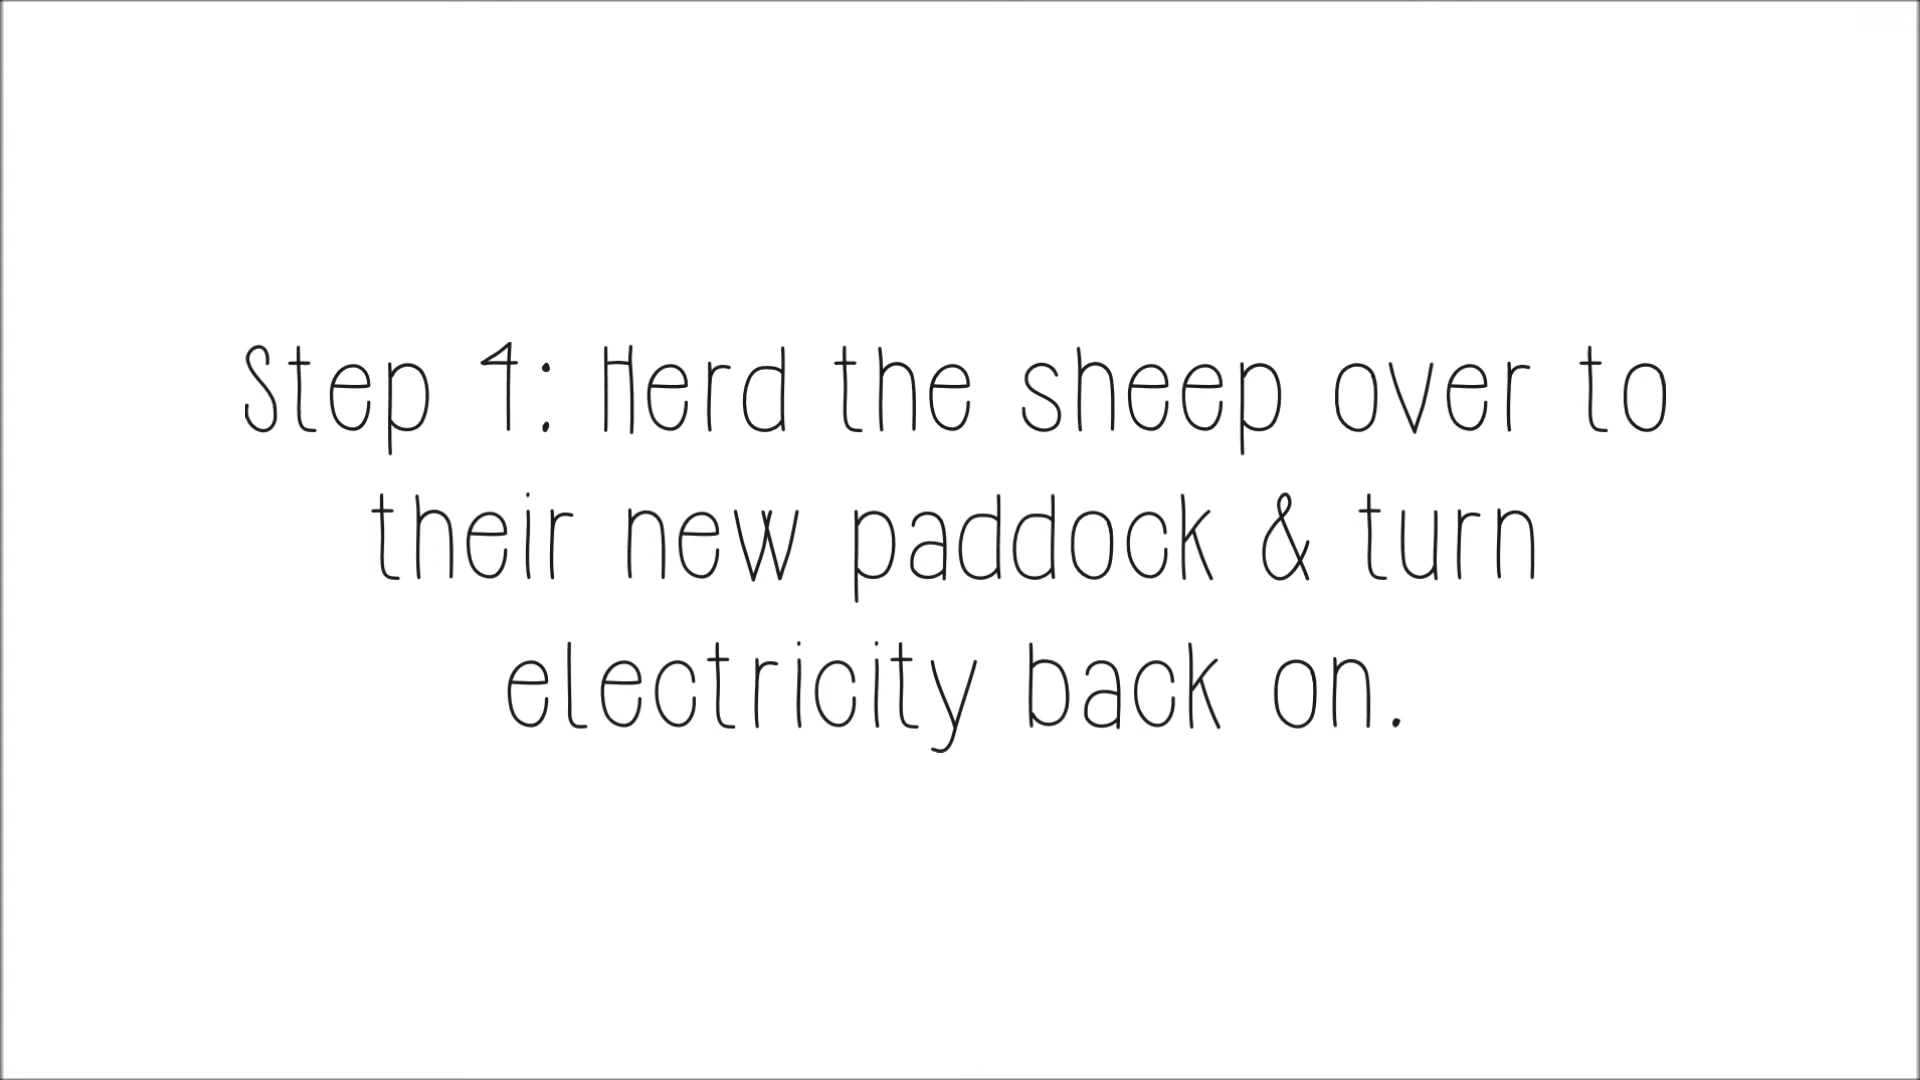 Step 4: Herd the sheep over to
their new paddock & turn
electricity back on.